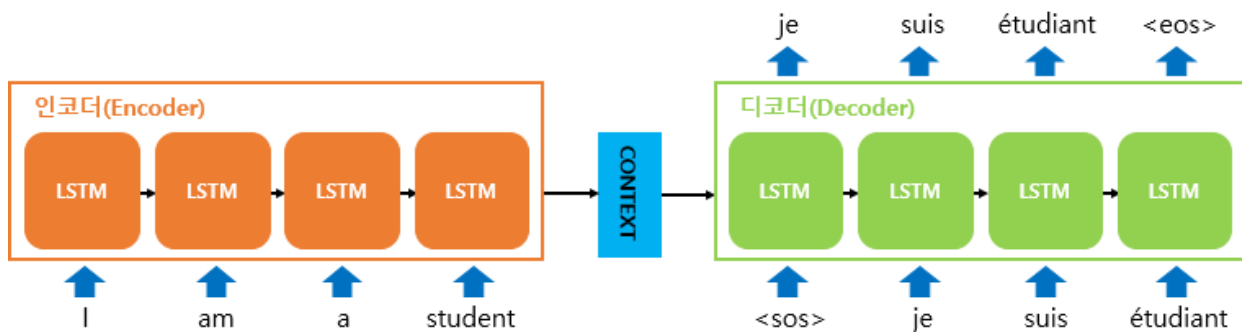 je suis étudiant <eos>
인코더(Encoder)
디코더(Decoder)
LSTM LSTM LSTM LSTM
CONTEXT
LSTM LSTM LSTM LSTM
I am a student
<sos> je suis étudiant